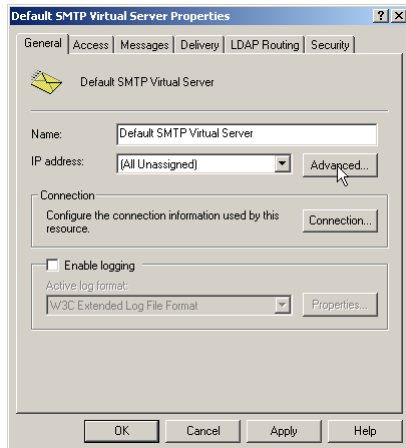 Default SMTP Virtual Server Properties
General Access Messages Delivery LDAP Routing Security
Default SMTP Virtual Server
Name: Default SMTP Virtual Server
IP address: (All Unassigned) Advanced...
Connection
Configure the connection information used by this
resource.
Connection...
Enable logging
Active log format:
W3C Extended Log File Format Properties...
OK Cancel Apply Help